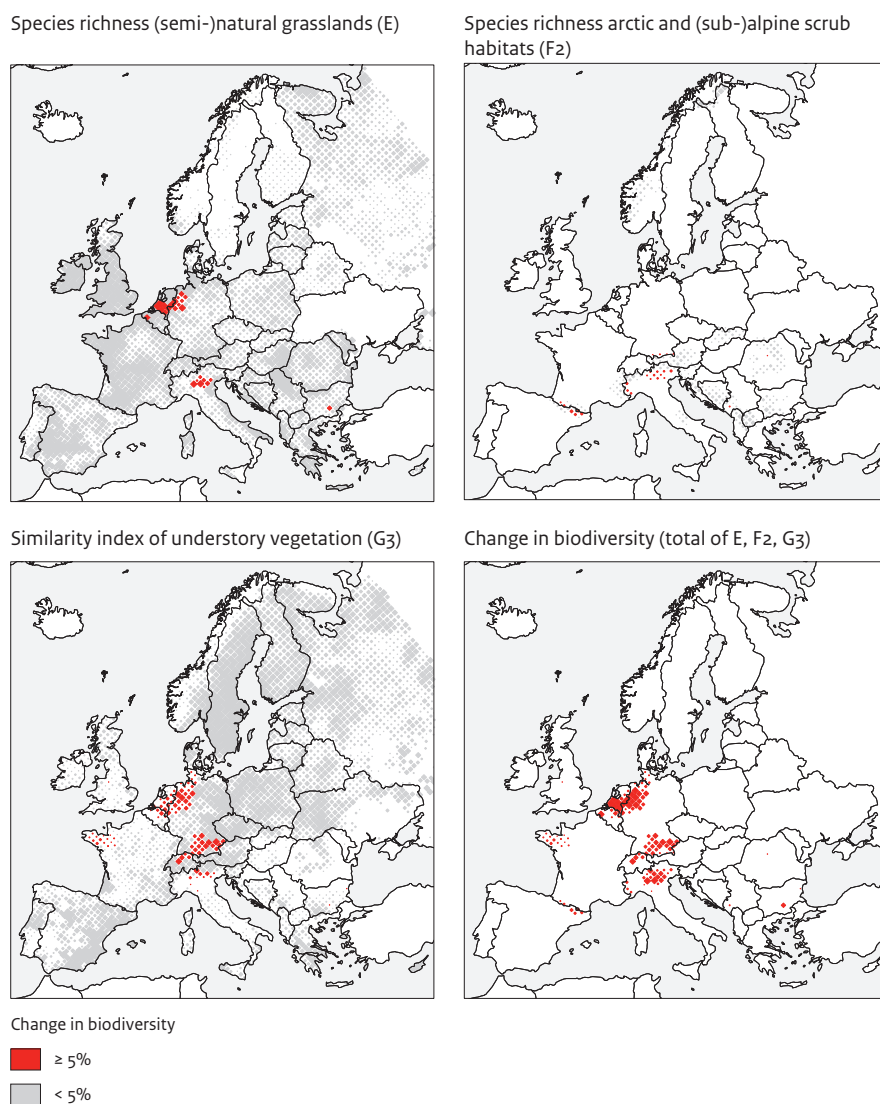 Species richness (semi-)natural grasslands (E)
Species richness arctic and (sub-)alpine scrub
habitats (F2)
Similarity index of understory vegetation (G3)
Change in biodiversity (total of E, F2, G3)
Change in biodiversity
≥ 5%
< 5%